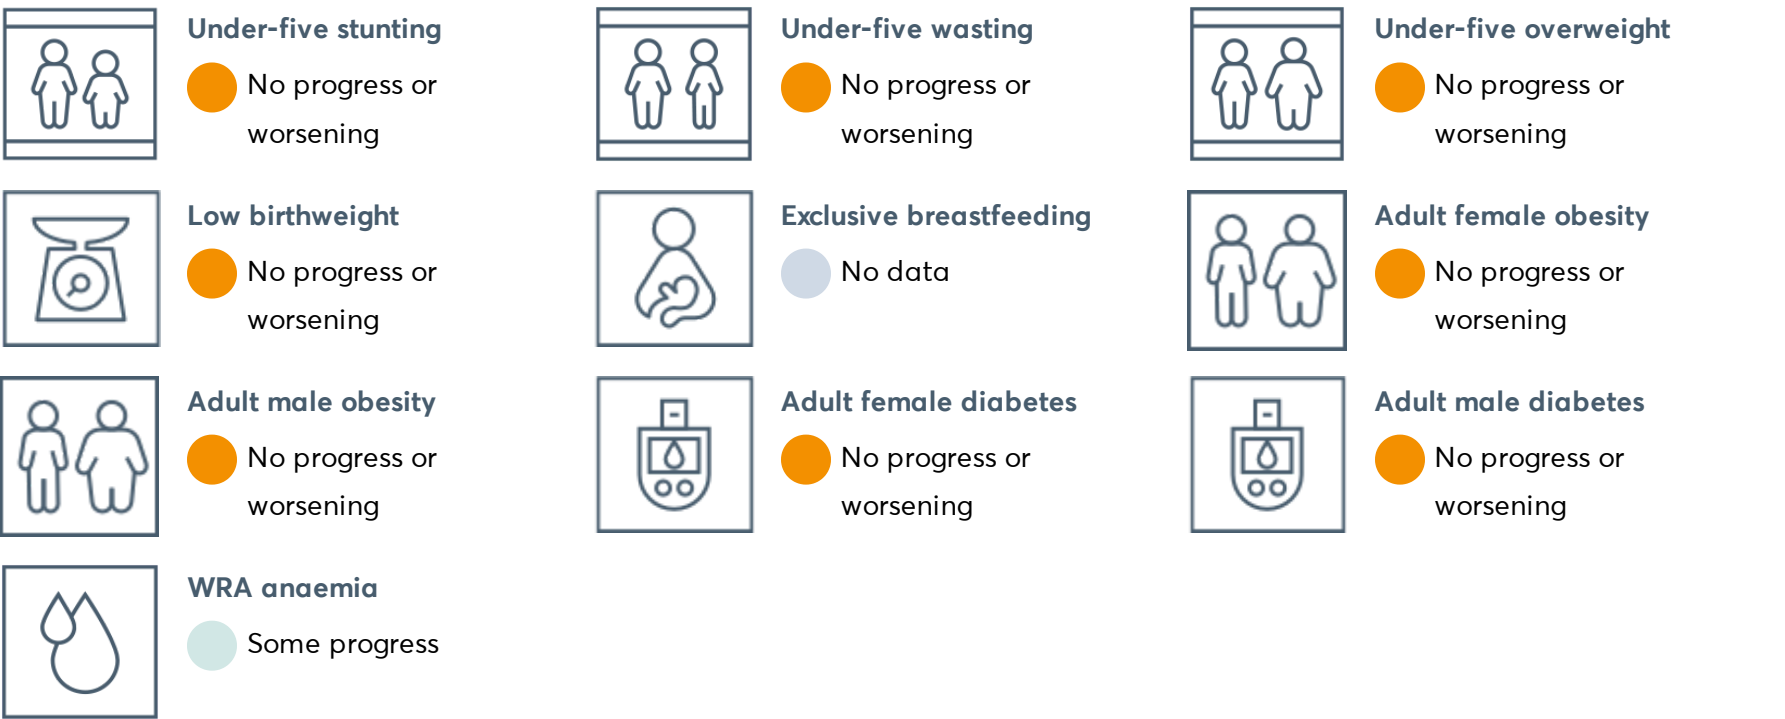 Under-five stunting
No progress or
worsening
Under-five wasting
No progress or
worsening
Under-five overweight
No progress or
worsening
Low birthweight
No progress or
worsening
Exclusive breastfeeding
No data
Adult female obesity
No progress or
worsening
Adult male obesity
No progress or
worsening
Adult female diabetes
No progress or
worsening
Adult male diabetes
No progress or
worsening
WRA anaemia
Some progress